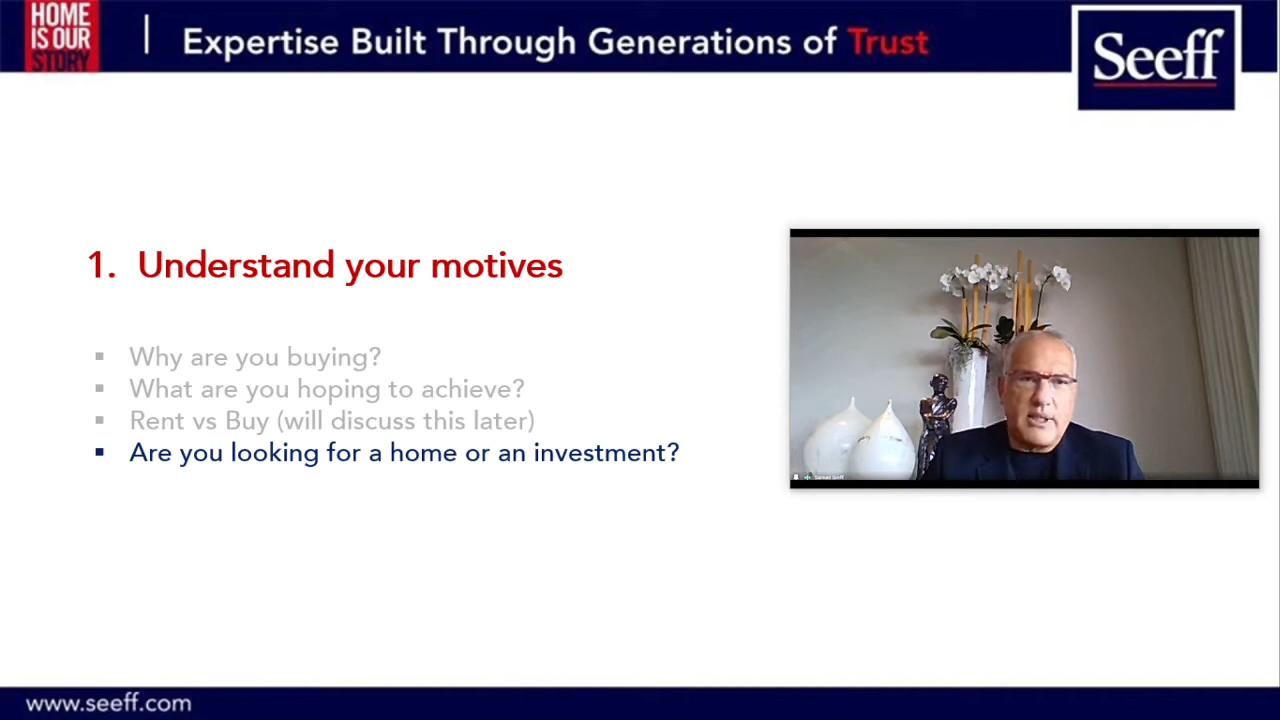 HOME
IS OUR
STORY
Expertise Built Through Generations of Trust
Seeff
1. Understand your motives
▪ Why are you buying?
▪ What are you hoping to achieve?
▪ Rent vs Buy (will discuss this later)
▪ Are you looking for a home or an investment?
Samuel Seeff
www.seeff.com